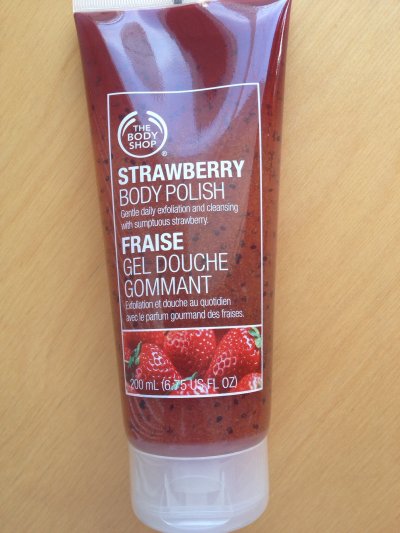 THE
BODY
SHOP
®
STRAWBERRY
BODY POLISH
Gentle daily exfoliation and cleansing
with sumptuous strawberry.
FRAISE
GEL DOUCHE
GOMMANT
Exfoliation et douche au quotidien
avec le parfum gourmand des fraises.
200 mL (6.75 US FL OZ)